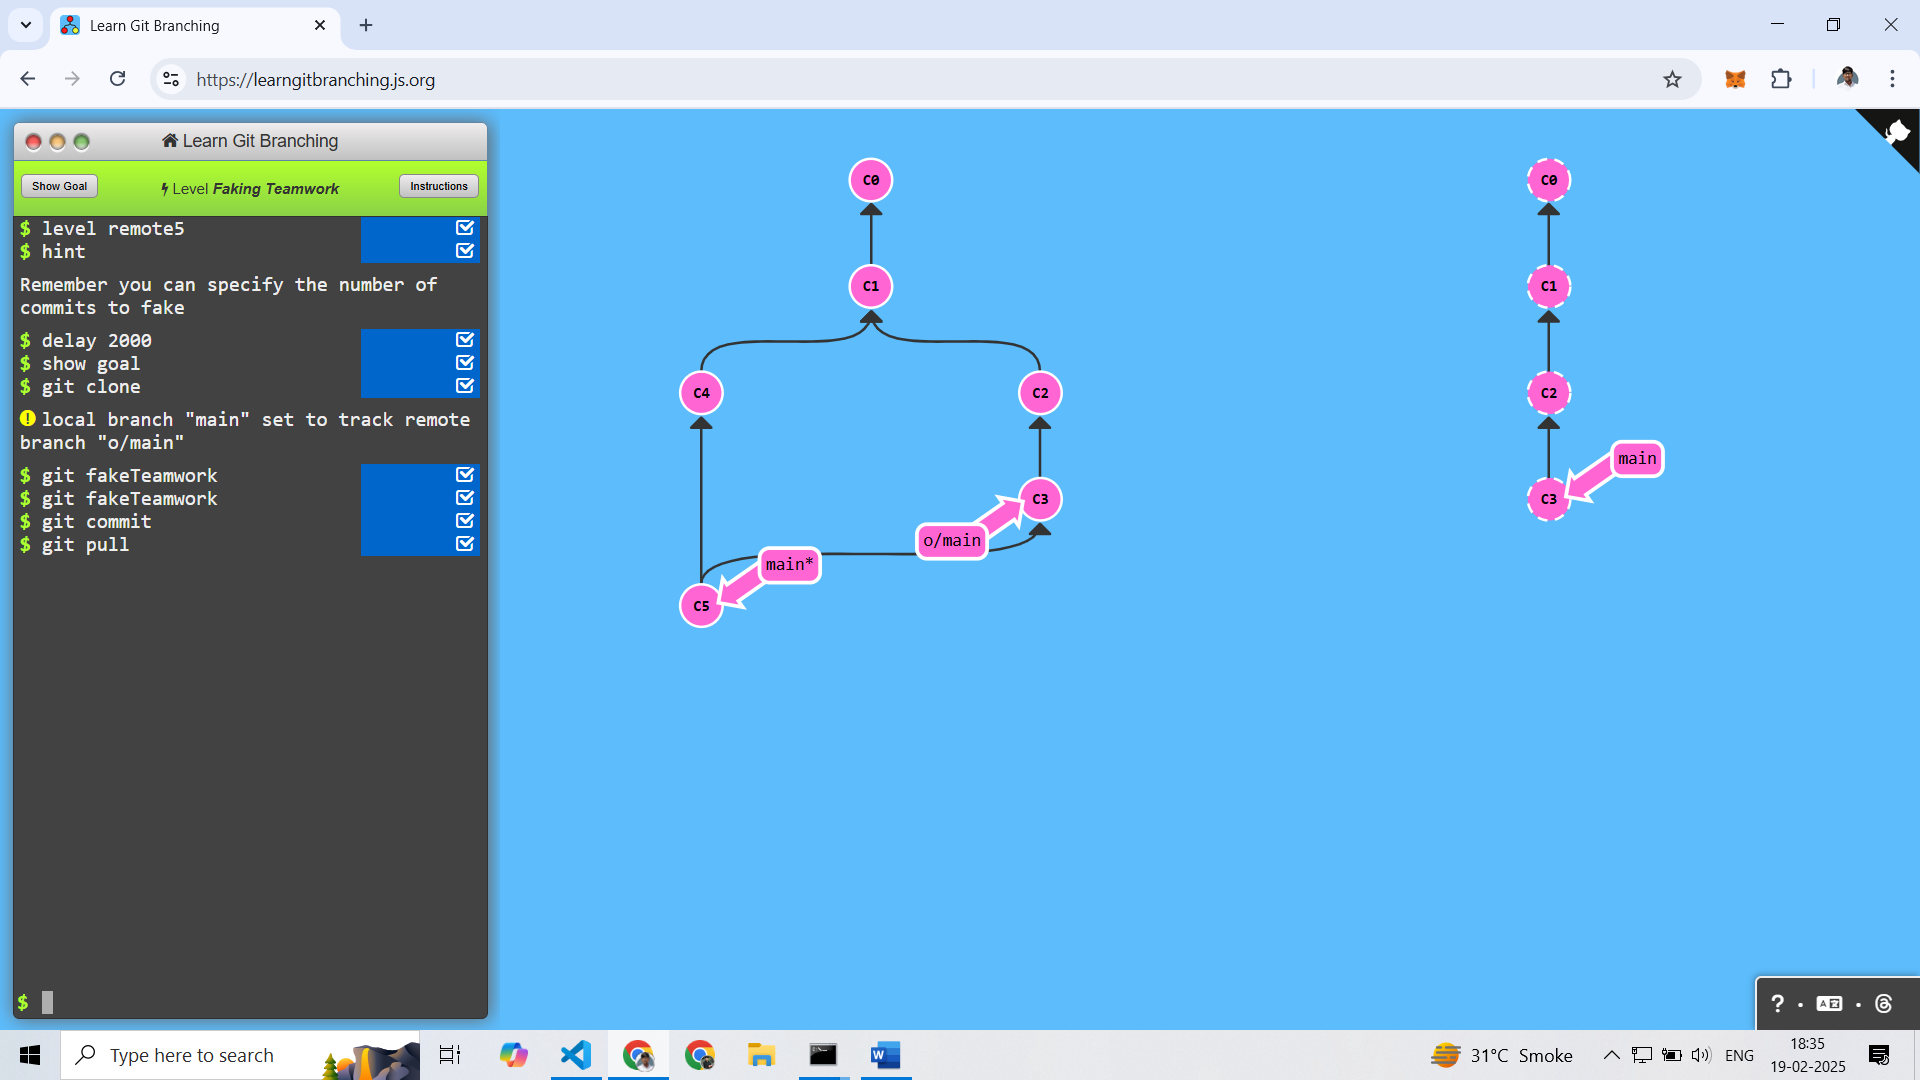 Learn Git Branching
https://learngitbranching.js.org
Learn Git Branching
Show Goal
Level Faking Teamwork
Instructions
$ level remote5
$ hint
Remember you can specify the number of
commits to fake
$ delay 2000
$ show goal
$ git clone
local branch "main" set to track remote
branch "o/main"
$ git fakeTeamwork
$ git fakeTeamwork
$ git commit
$ git pull
$
C0
C1
C4
C2
C3
o/main
main*
C5
C0
C1
C2
main
C3
?
Type here to search
31°C Smoke
ENG
18:35
19-02-2025